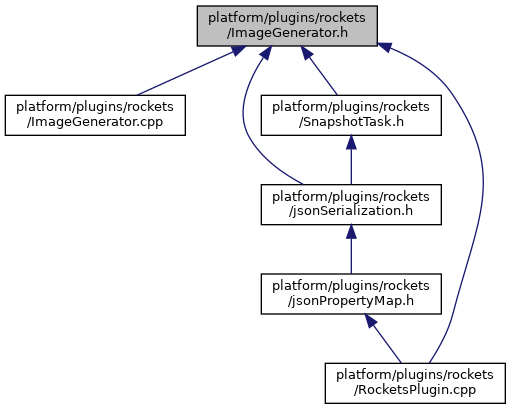 platform/plugins/rockets
/ImageGenerator.h
platform/plugins/rockets
/ImageGenerator.cpp
platform/plugins/rockets
/SnapshotTask.h
platform/plugins/rockets
/jsonSerialization.h
platform/plugins/rockets
/jsonPropertyMap.h
platform/plugins/rockets
/RocketsPlugin.cpp